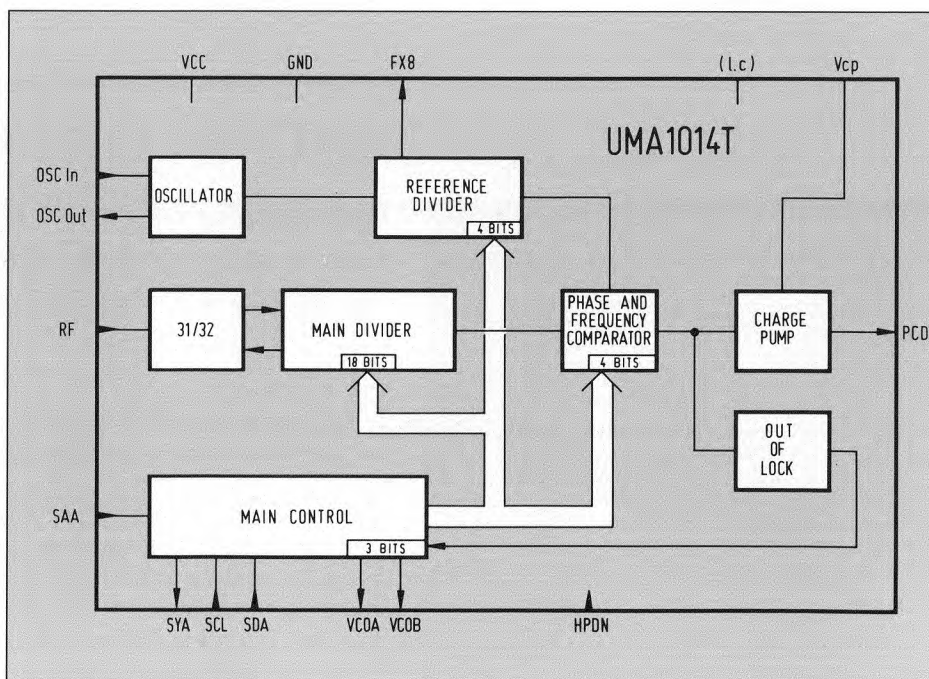 VCC GND FX8 (l.c) Vcp
UMA1014T
OSC In
OSC Out
OSCILLATOR
REFERENCE
DIVIDER
4 BITS
RF
31/32
MAIN DIVIDER
18 BITS
PHASE AND
FREQUENCY
COMPARATOR
4 BITS
CHARGE
PUMP
PCD
OUT
OF
LOCK
SAA
MAIN CONTROL
3 BITS
SYA SCL SDA VCOA VCOB HPDN